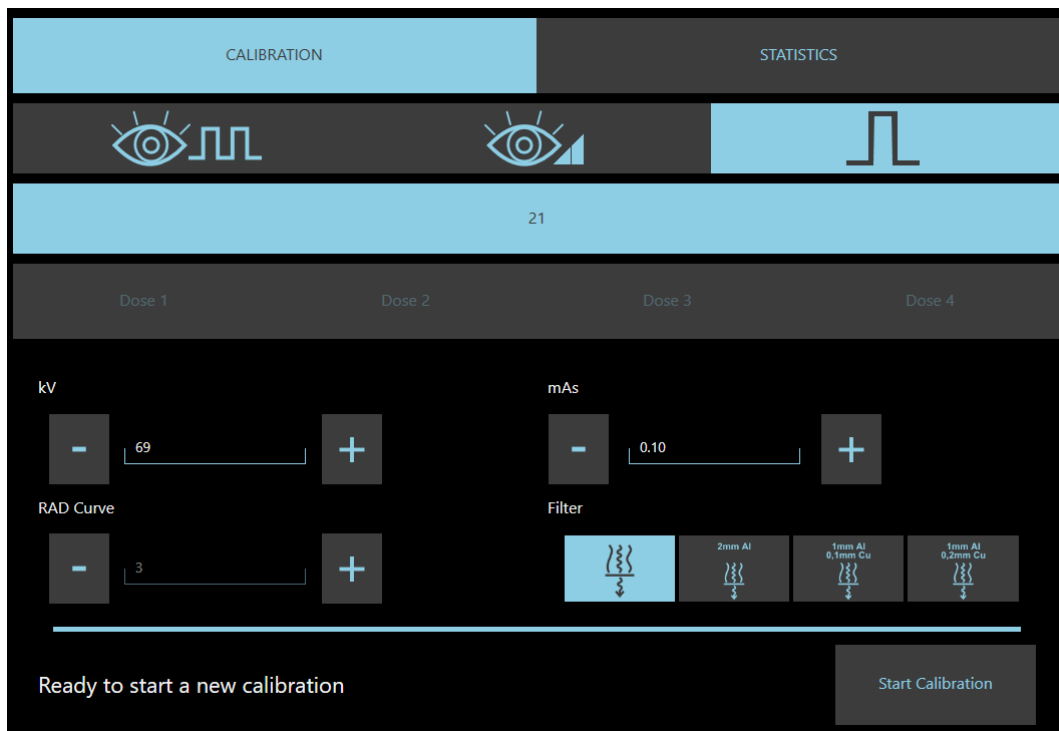 CALIBRATION STATISTICS
21
Dose 1 Dose 2 Dose 3 Dose 4
kV mAs
- 69 + - 0.10 +
RAD Curve Filter
- 3 +
2mm Al 1mm Al 1mm Al
0,1mm Cu 0,2mm Cu
Ready to start a new calibration Start Calibration